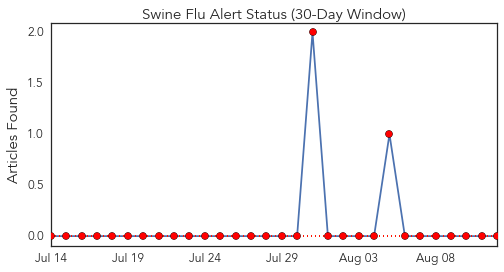 Swine Flu Alert Status (30-Day Window)
Articles Found
2.0
1.5
1.0
0.5
0.0
Jul 14 Jul 19 Jul 24 Jul 29 Aug 03 Aug 08